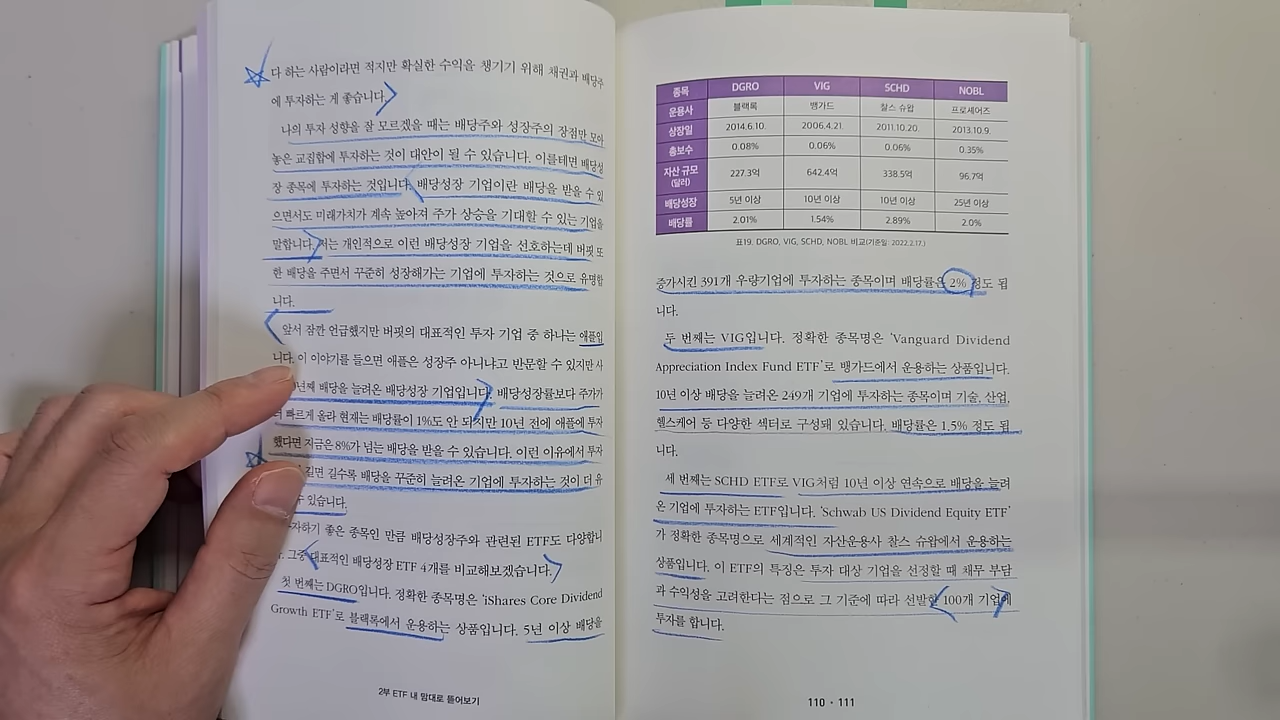 다 하는 사람이라면 적지만 확실한 수익을 챙기기 위해 채권과 배당주
에 투자하는 게 좋습니다.
나의 투자 성향을 잘 모르겠을 때는 배당주와 성장주의 장점만 모아
놓은 교집합에 투자하는 것이 대안이 될 수 있습니다. 이를테면 배당성
장 종목에 투자하는 것입니다. 배당성장 기업이란 배당을 받을 수 있
으면서도 미래가치가 계속 높아져 주가 상승을 기대할 수 있는 기업을
말합니다. 저는 개인적으로 이런 배당성장 기업을 선호하는데 버핏 또
한 배당을 주면서 꾸준히 성장해가는 기업에 투자하는 것으로 유명합
니다.
앞서 잠깐 언급했지만 버핏의 대표적인 투자 기업 중 하나는 애플입
니다. 이 이야기를 들으면 애플은 성장주 아니냐고 반문할 수 있지만 사
배당을 늘려온 배당성장 기업입니다. 배당성장률보다 주가가
빠르게 올라 현재는 배당률이 1%도 안 되지만 10년 전에 애플에 투자
했다면 지금은 8%가 넘는 배당을 받을 수 있습니다. 이런 이유에서 투자
길면 길수록 배당을 꾸준히 늘려온 기업에 투자하는 것이 더 유
수 있습니다.
투자하기 좋은 종목인 만큼 배당성장주와 관련된 ETF도 다양합니
그중 대표적인 배당성장 ETF 4개를 비교해보겠습니다.
첫 번째는 DGRO입니다. 정확한 종목명은 'iShares Core Dividend
Growth ETF'로 블랙록에서 운용하는 상품입니다. 5년 이상 배당을
2부 ETF 내 맘대로 뜯어보기
종목 DGRO VIG SCHD NOBL
운용사 블랙록 뱅가드 찰스 슈왑 프로셰어즈
상장일 2014.6.10. 2006.4.21. 2011.10.20. 2013.10.9.
총보수 0.08% 0.06% 0.06% 0.35%
자산 규모 (달러) 227.3억 642.4억 338.5억 96.7억
배당성장 5년 이상 10년 이상 10년 이상 25년 이상
배당률 2.01% 1.54% 2.89% 2.0%
표19. DGRO, VIG, SCHD, NOBL 비교(기준일: 2022.2.17.)
증가시킨 391개 우량기업에 투자하는 종목이며 배당률은 2% 정도 됩
니다.
두 번째는 VIG입니다. 정확한 종목명은 'Vanguard Dividend
Appreciation Index Fund ETF'로 뱅가드에서 운용하는 상품입니다.
10년 이상 배당을 늘려온 249개 기업에 투자하는 종목이며 기술, 산업,
헬스케어 등 다양한 섹터로 구성돼 있습니다. 배당률은 1.5% 정도 됩
니다.
세 번째는 SCHD ETF로 VIG처럼 10년 이상 연속으로 배당을 늘려
온 기업에 투자하는 ETF입니다. 'Schwab US Dividend Equity ETF'
가 정확한 종목명으로 세계적인 자산운용사 찰스 슈왑에서 운용하는
상품입니다. 이 ETF의 특징은 투자 대상 기업을 선정할 때 채무 부담
과 수익성을 고려한다는 점으로 그 기준에 따라 선발한 100개 기업에
투자를 합니다.
110 • 111